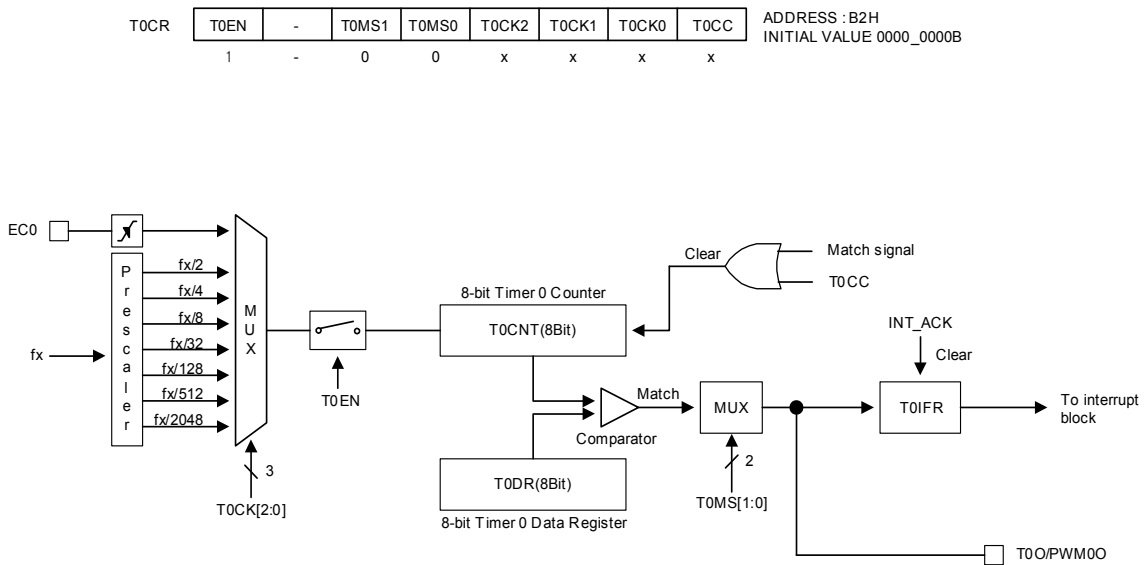 T0CR T0EN - T0MS1 T0MS0 T0CK2 T0CK1 T0CK0 T0CC
ADDRESS : B2H
INITIAL VALUE: 0000_0000B
1 - 0 0 x x x x
EC0
Prescaler
fx
fx/2
fx/4
fx/8
fx/32
fx/128
fx/512
fx/2048
MUX
3
T0CK[2:0]
T0EN
8-bit Timer 0 Counter
T0CNT(8Bit)
Clear
Match signal
T0CC
Comparator
Match
T0DR(8Bit)
8-bit Timer 0 Data Register
MUX
2
T0MS[1:0]
INT_ACK
Clear
T0IFR
To interrupt
block
T0O/PWM0O